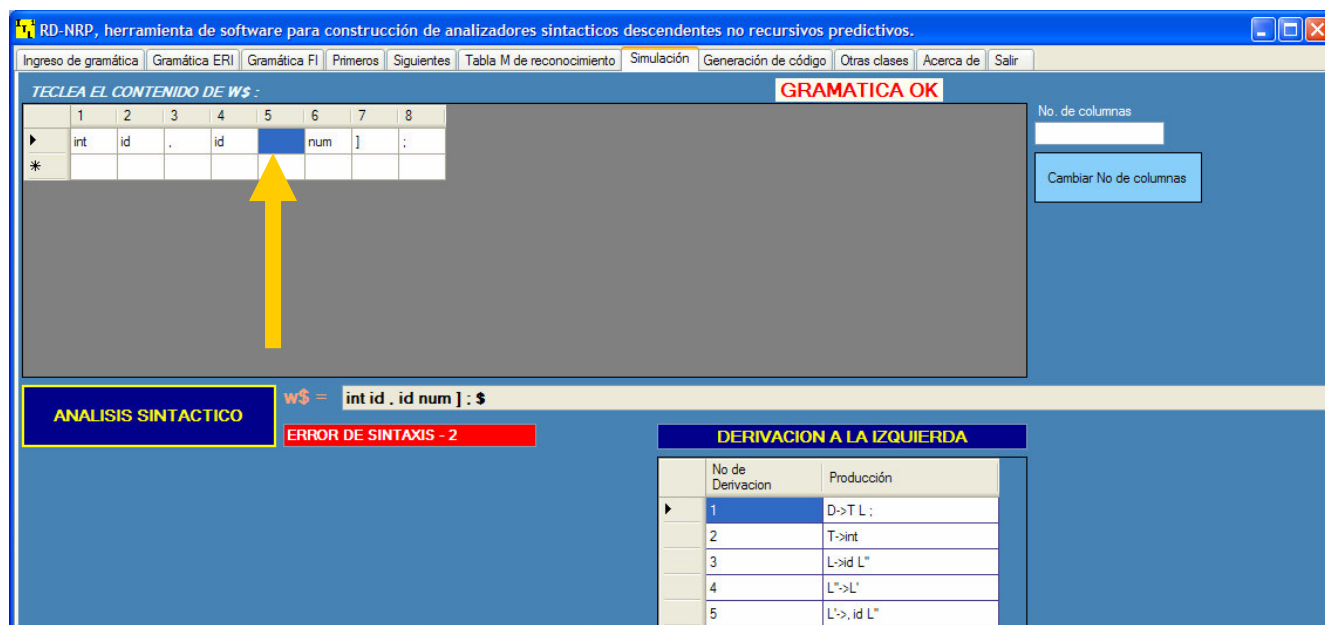 RD-NRP, herramienta de software para construcción de analizadores sintacticos descendentes no recursivos predictivos.
Ingreso de gramática Gramática ERI Gramática FI Primeros Siguientes Tabla M de reconocimiento Simulación Generación de código Otras clases Acerca de Salir
TECLEA EL CONTENIDO DE W$ :
GRAMATICA OK
No. de columnas
1 2 3 4 5 6 7 8
int id , id num ] ;
Cambiar No de columnas
ANALISIS SINTACTICO
w$ = int id , id num ] ; $
ERROR DE SINTAXIS - 2
DERIVACION A LA IZQUIERDA
No de Derivacion Producción
1 D->T L ;
2 T->int
3 L->id L"
4 L"->L'
5 L'->, id L"